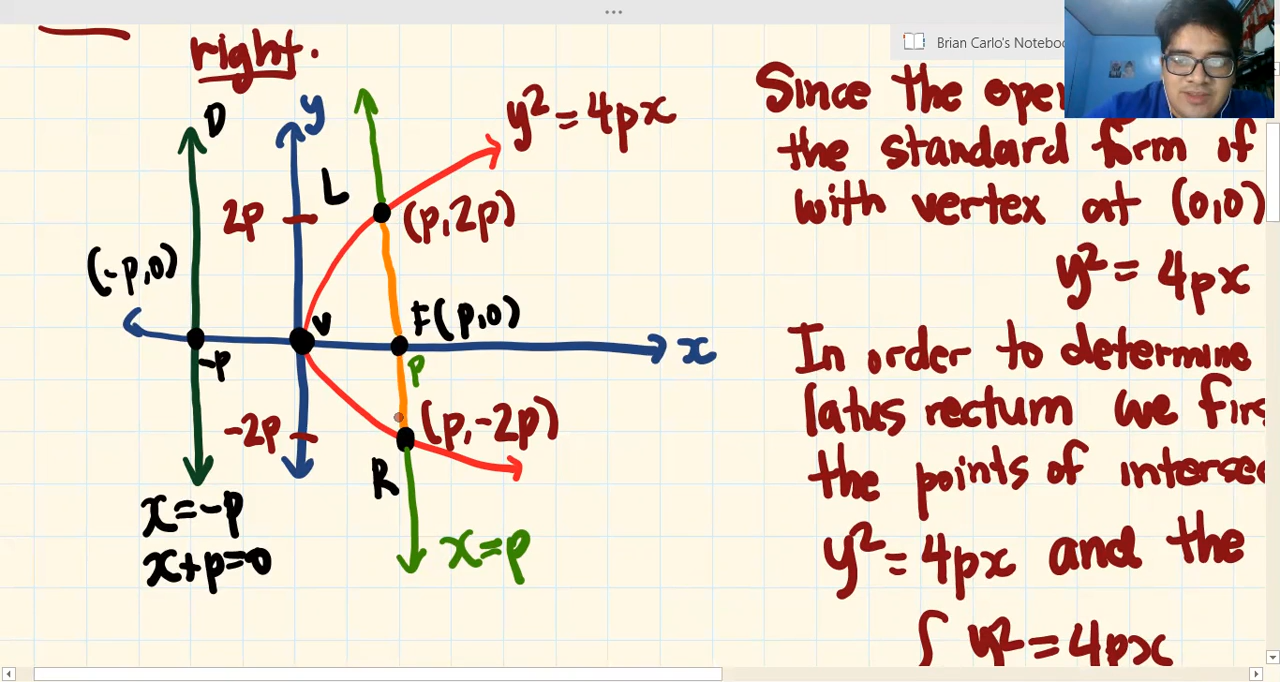 right.
Brian Carlo's Notebo
D
y
y² = 4px
L
2p
(p, 2p)
(-p, 0)
V
F(p, 0)
x
-p
p
-2p
(p, -2p)
R
x = -p
x + p = 0
x = p
Since the ope
the standard form of
with vertex at (0,0)
y² = 4px
In order to determine
latus rectum we firs
the points of interse
y² = 4px and the
y² = 4px